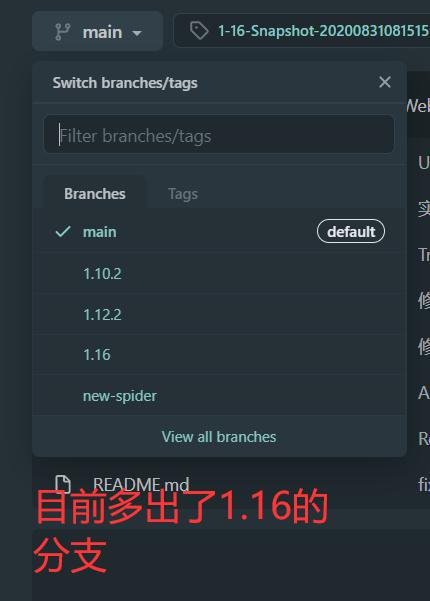 main
1-16-Snapshot-20200831081515
Switch branches/tags
Web
Filter branches/tags
U
Branches
Tags
实
main
default
Tr
1.10.2
修
1.12.2
修
1.16
A
new-spider
Re
View all branches
README.md
fix
目前多出了1.16的
分支